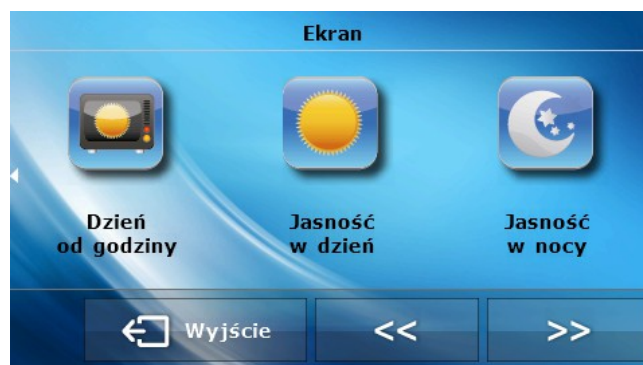 Ekran
Dzień
od godziny
Jasność
w dzień
Jasność
w nocy
Wyjście
<<
>>